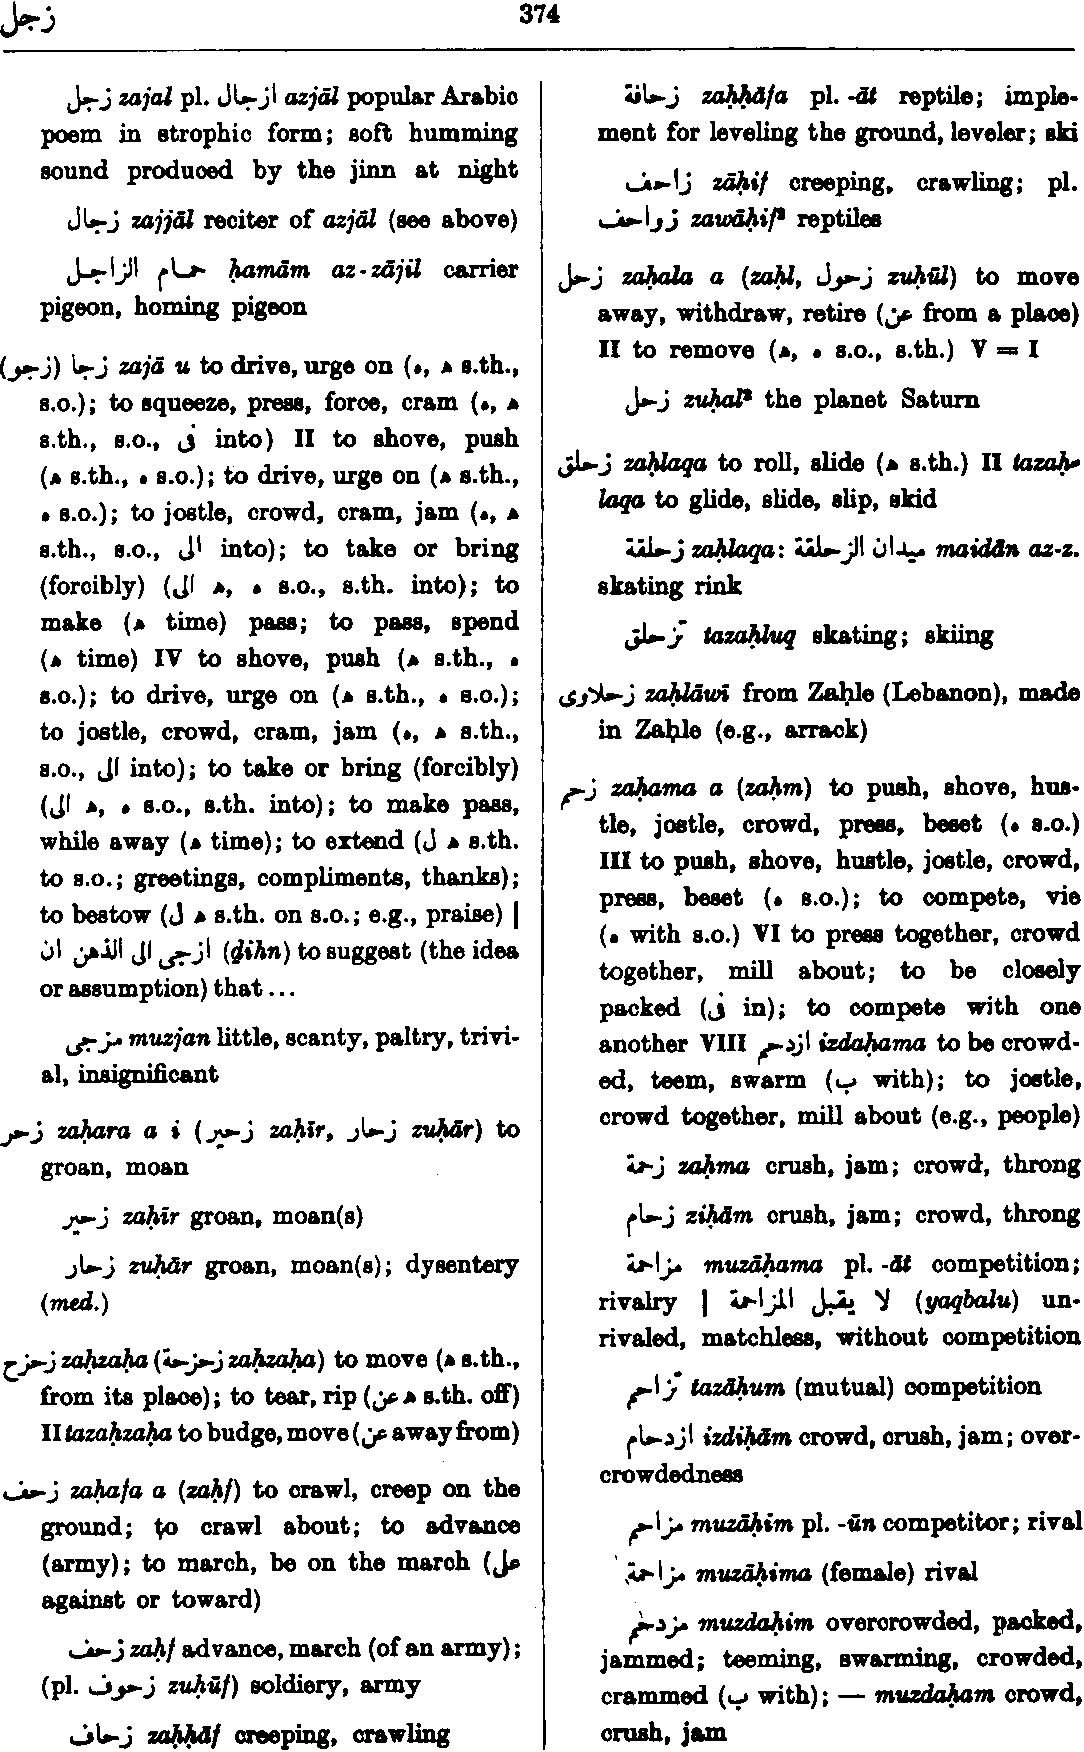 زجل
374
زجل zajal pl. ازجال azjāl popular Arabic
poem in strophic form; soft humming
sound produced by the jinn at night
زجال zajjāl reciter of azjāl (see above)
حمام الزاجل ḥamām az-zājil carrier
pigeon, homing pigeon
(زجو) زجا zajā u to drive, urge on (ه, ه s.th.,
s.o.); to squeeze, press, force, cram (ه, ه
s.th., s.o., فى into) II to shove, push
(ه s.th., ه s.o.); to drive, urge on (ه s.th.,
ه s.o.); to jostle, crowd, cram, jam (ه, ه
s.th., s.o., الى into); to take or bring
(forcibly) (الى ه, ه s.o., s.th. into); to
make (ه time) pass; to pass, spend
(ه time) IV to shove, push (ه s.th., ه
s.o.); to drive, urge on (ه s.th., ه s.o.);
to jostle, crowd, cram, jam (ه, ه s.th.,
s.o., الى into); to take or bring (forcibly)
(الى ه, ه s.o., s.th. into); to make pass,
while away (ه time); to extend (ل ه s.th.
to s.o.; greetings, compliments, thanks);
to bestow (ل ه s.th. on s.o.; e.g., praise) |
ازجى الى الذهن ان (ḏihn) to suggest (the idea
or assumption) that ...
مزجى muzjan little, scanty, paltry, trivi-
al, insignificant
زحر zaḥara a i (زحير zaḥīr, زحار zuḥār) to
groan, moan
زحير zaḥīr groan, moan(s)
زحار zuḥār groan, moan(s); dysentery
(med.)
زحزح zaḥzaḥa (زحزحة zaḥzaḥa) to move (ه s.th.,
from its place); to tear, rip (ه عن s.th. off)
II tazaḥzaḥa to budge, move (عن away from)
زحف zaḥafa a (zaḥf) to crawl, creep on the
ground; to crawl about; to advance
(army); to march, be on the march (على
against or toward)
زحف zaḥf advance, march (of an army);
(pl. زحوف zuḥūf) soldiery, army
زحاف zaḥḥāf creeping, crawling
زحافة zaḥḥāfa pl. -āt reptile; imple-
ment for leveling the ground, leveler; ski
زاحف zāḥif creeping, crawling; pl.
زواحف zawāḥif² reptiles
زحل zaḥala a (zaḥl, زحول zuḥūl) to move
away, withdraw, retire (عن from a place)
II to remove (ه, ه s.o., s.th.) V = I
زحل zuḥal² the planet Saturn
زحلق zaḥlaqa to roll, slide (ه s.th.) II tazaḥ-
laqa to glide, slide, slip, skid
زحلقة zaḥlaqa: ميدان الزحلقة maidān az-z.
skating rink
تزحلق tazaḥluq skating; skiing
زحلاوى zaḥlāwī from Zaḥle (Lebanon), made
in Zaḥle (e.g., arrack)
زحم zaḥama a (zaḥm) to push, shove, hus-
tle, jostle, crowd, press, beset (ه s.o.)
III to push, shove, hustle, jostle, crowd,
press, beset (ه s.o.); to compete, vie
(ه with s.o.) VI to press together, crowd
together, mill about; to be closely
packed (فى in); to compete with one
another VIII ازدحم izdaḥama to be crowd-
ed, teem, swarm (ب with); to jostle,
crowd together, mill about (e.g., people)
زحمة zaḥma crush, jam; crowd, throng
زحام ziḥām crush, jam; crowd, throng
مزاحمة muzāḥama pl. -āt competition;
rivalry | لا يقبل المزاحمة (yaqbalu) un-
rivaled, matchless, without competition
تزاحم tazāḥum (mutual) competition
ازدحام izdiḥām crowd, crush, jam; over-
crowdedness
مزاحم muzāḥim pl. -ūn competitor; rival
مزاحمة muzāḥima (female) rival
مزدحم muzdaḥim overcrowded, packed,
jammed; teeming, swarming, crowded,
crammed (ب with); — muzdaḥam crowd,
crush, jam